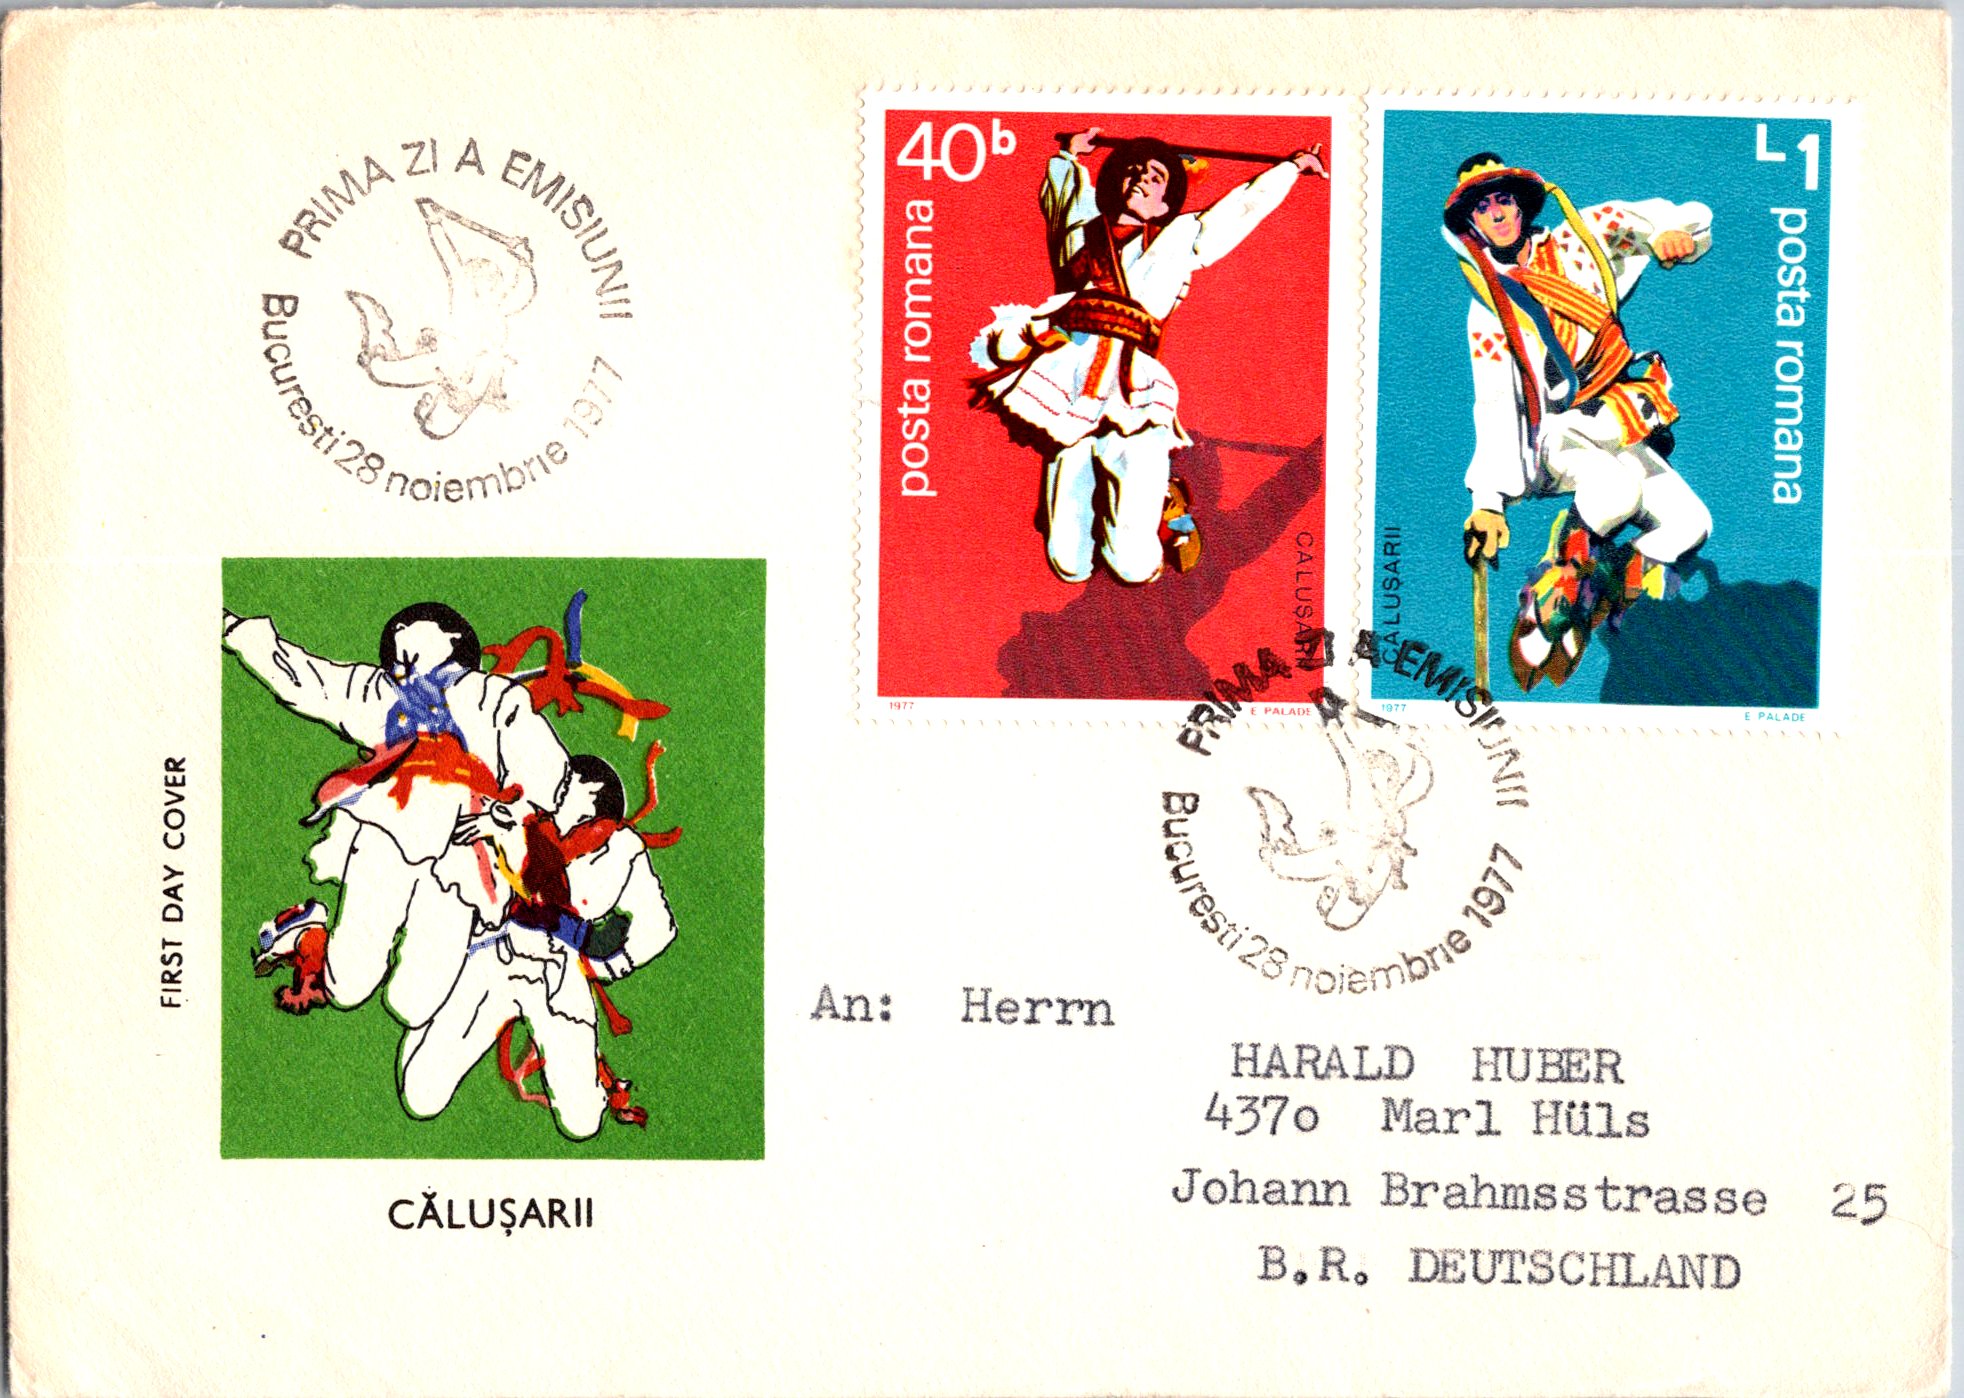 PRIMA ZI A EMISIUNII
Bucuresti 28 noiembrie 1977
40b
posta romana
CALUȘARII
1977
E PALADE
L1
posta romana
CALUȘARII
1977
E PALADE
PRIMA ZI A EMISIUNII
Bucuresti 28 noiembrie 1977
FIRST DAY COVER
CĂLUȘARII
An: Herrn
HARALD HUBER
437o Marl Hüls
Johann Brahmsstrasse 25
B.R. DEUTSCHLAND